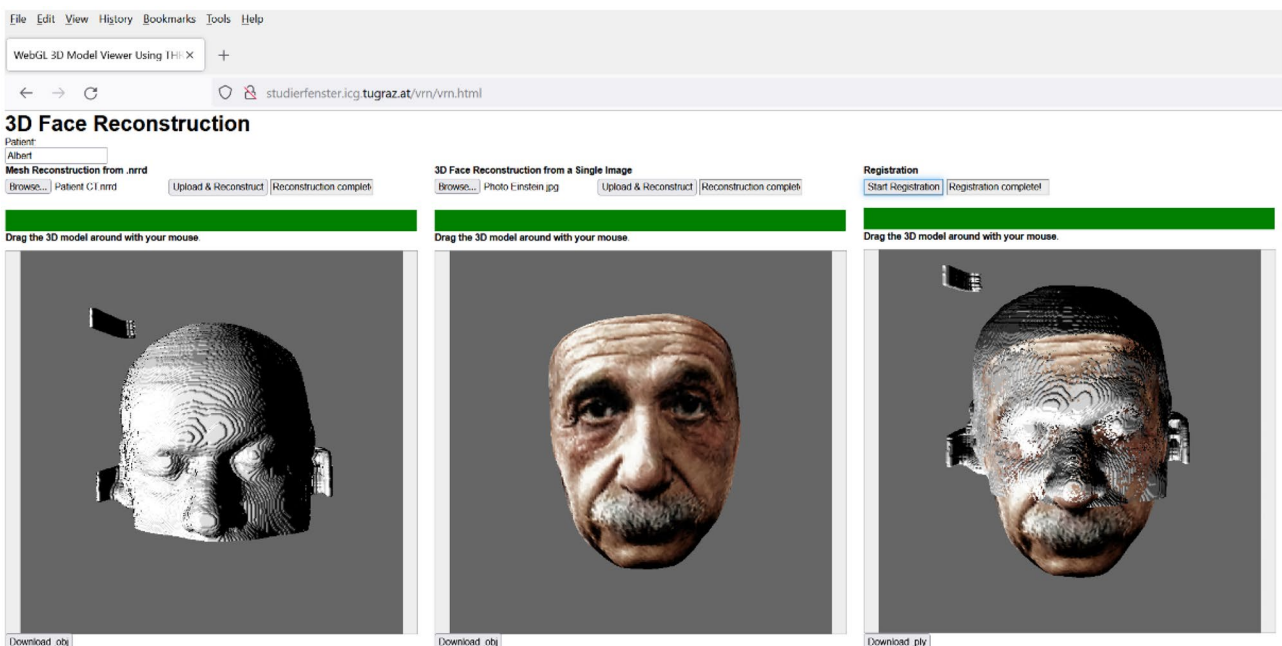 File Edit View History Bookmarks Tools Help
WebGL 3D Model Viewer Using THR
studierfenster.icg.tugraz.at/vrn/vrn.html
3D Face Reconstruction
Patient:
Albert
Mesh Reconstruction from .nrrd
Browse... Patient CT.nrrd Upload & Reconstruct Reconstruction complet
Drag the 3D model around with your mouse.
Download .obj
3D Face Reconstruction from a Single Image
Browse... Photo Einstein.jpg Upload & Reconstruct Reconstruction complet
Drag the 3D model around with your mouse.
Download .obj
Registration
Start Registration Registration complete!
Drag the 3D model around with your mouse.
Download .ply